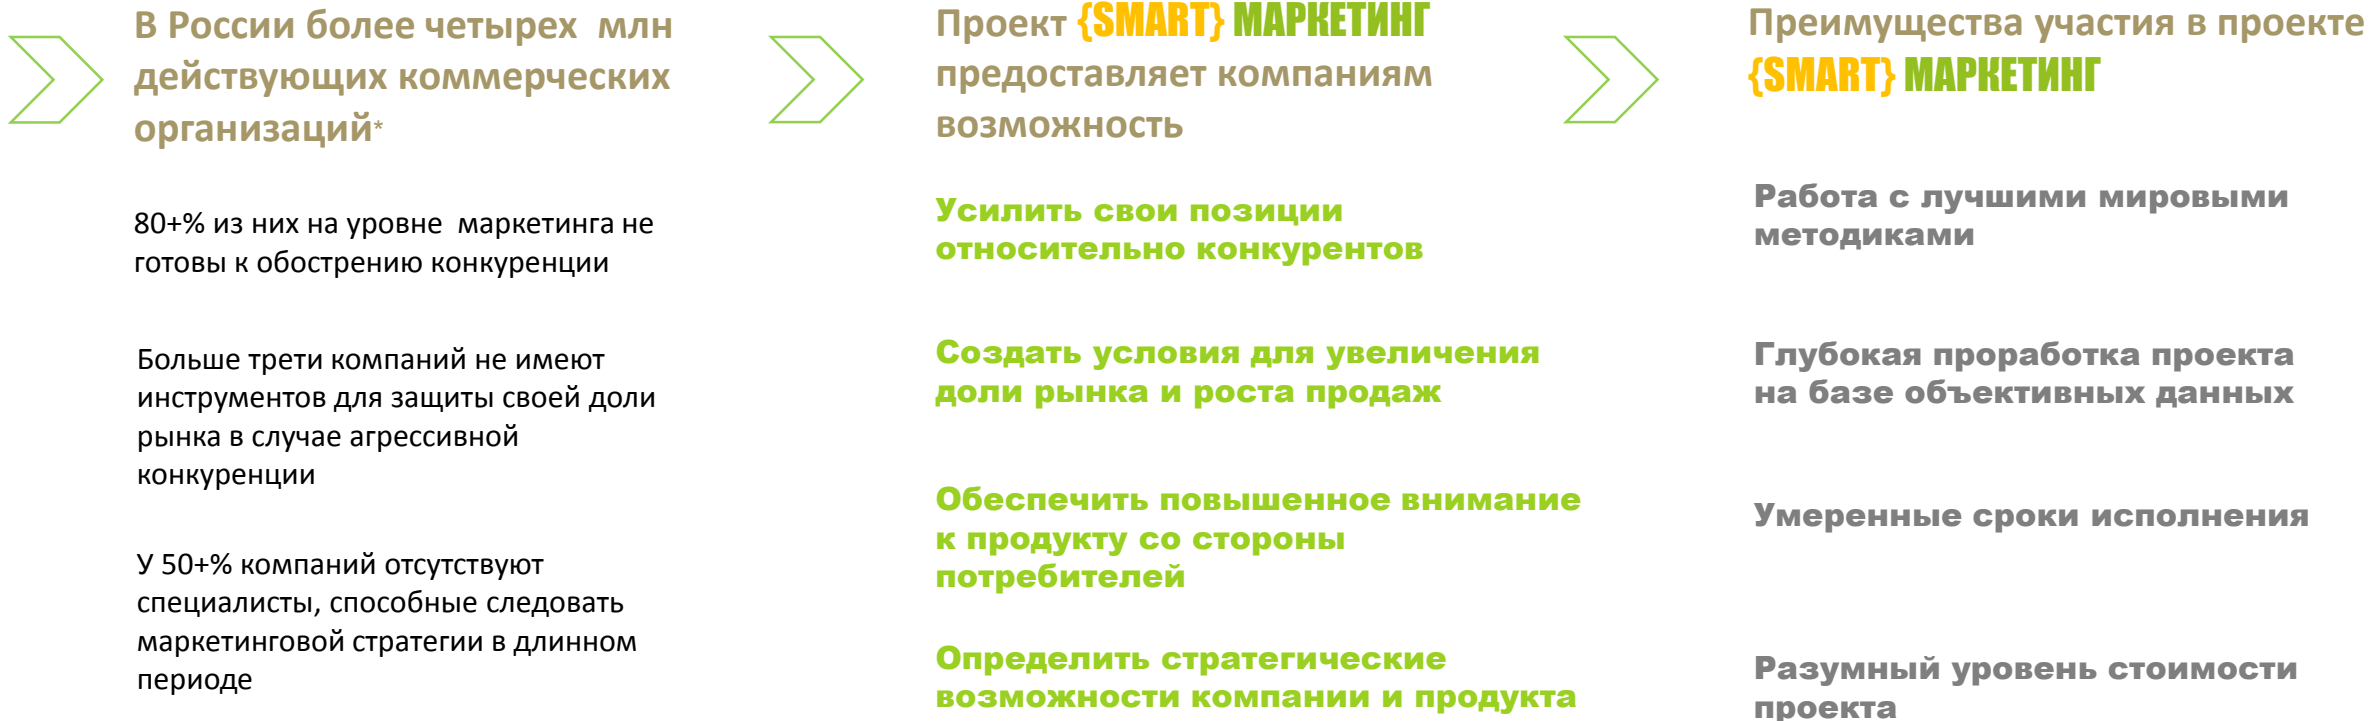 В России более четырех млн
действующих коммерческих
организаций*
80+% из них на уровне маркетинга не
готовы к обострению конкуренции
Больше трети компаний не имеют
инструментов для защиты своей доли
рынка в случае агрессивной
конкуренции
У 50+% компаний отсутствуют
специалисты, способные следовать
маркетинговой стратегии в длинном
периоде
Проект {SMART} МАРКЕТИНГ
предоставляет компаниям
возможность
Усилить свои позиции
относительно конкурентов
Создать условия для увеличения
доли рынка и роста продаж
Обеспечить повышенное внимание
к продукту со стороны
потребителей
Определить стратегические
возможности компании и продукта
Преимущества участия в проекте
{SMART} МАРКЕТИНГ
Работа с лучшими мировыми
методиками
Глубокая проработка проекта
на базе объективных данных
Умеренные сроки исполнения
Разумный уровень стоимости
проекта